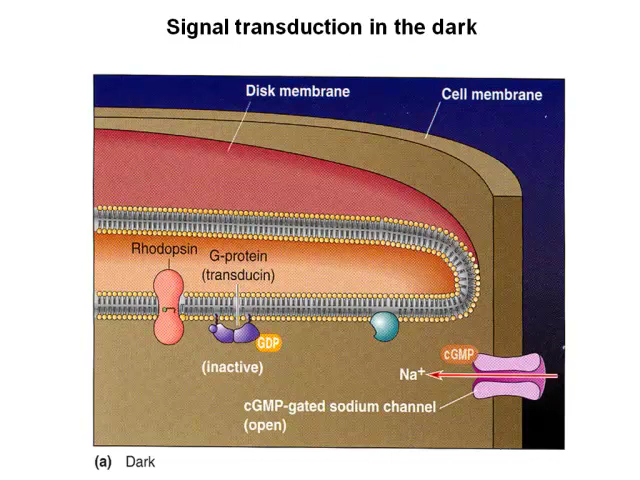 Signal transduction in the dark
Disk membrane
Cell membrane
Rhodopsin
G-protein
(transducin)
GDP
(inactive)
cGMP
Na+
cGMP-gated sodium channel
(open)
(a) Dark